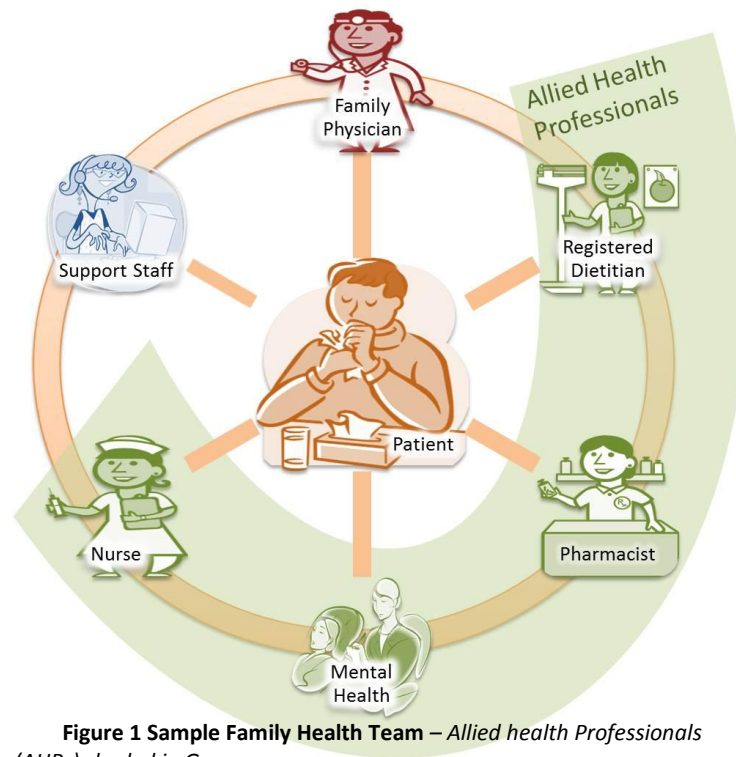 Family
Physician
Allied Health
Professionals
Support Staff
Registered
Dietitian
Patient
Nurse
Pharmacist
Rx
Mental
Health
Figure 1 Sample Family Health Team – Allied health Professionals